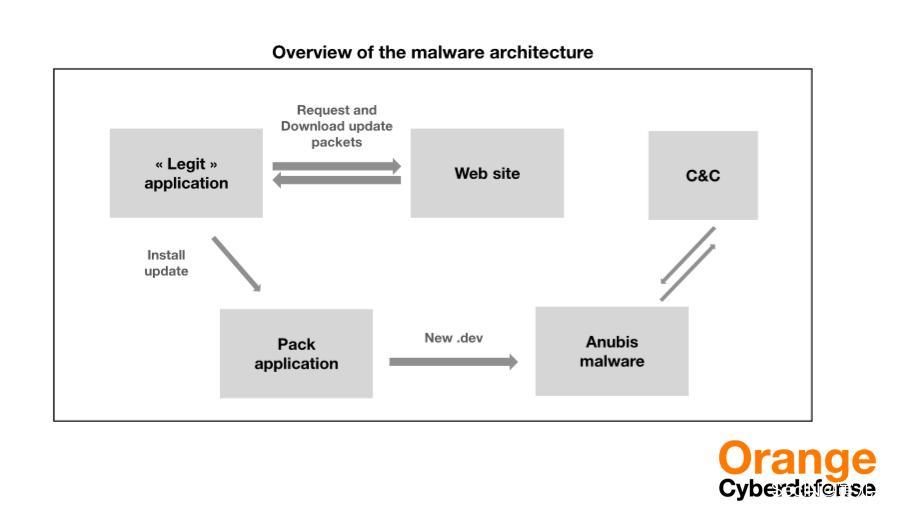 Overview of the malware architecture
Request and
Download update
packets
« Legit »
application
Web site
C&C
Install
update
Pack
application
New .dev
Anubis
malware
Orange
Cyberdefense